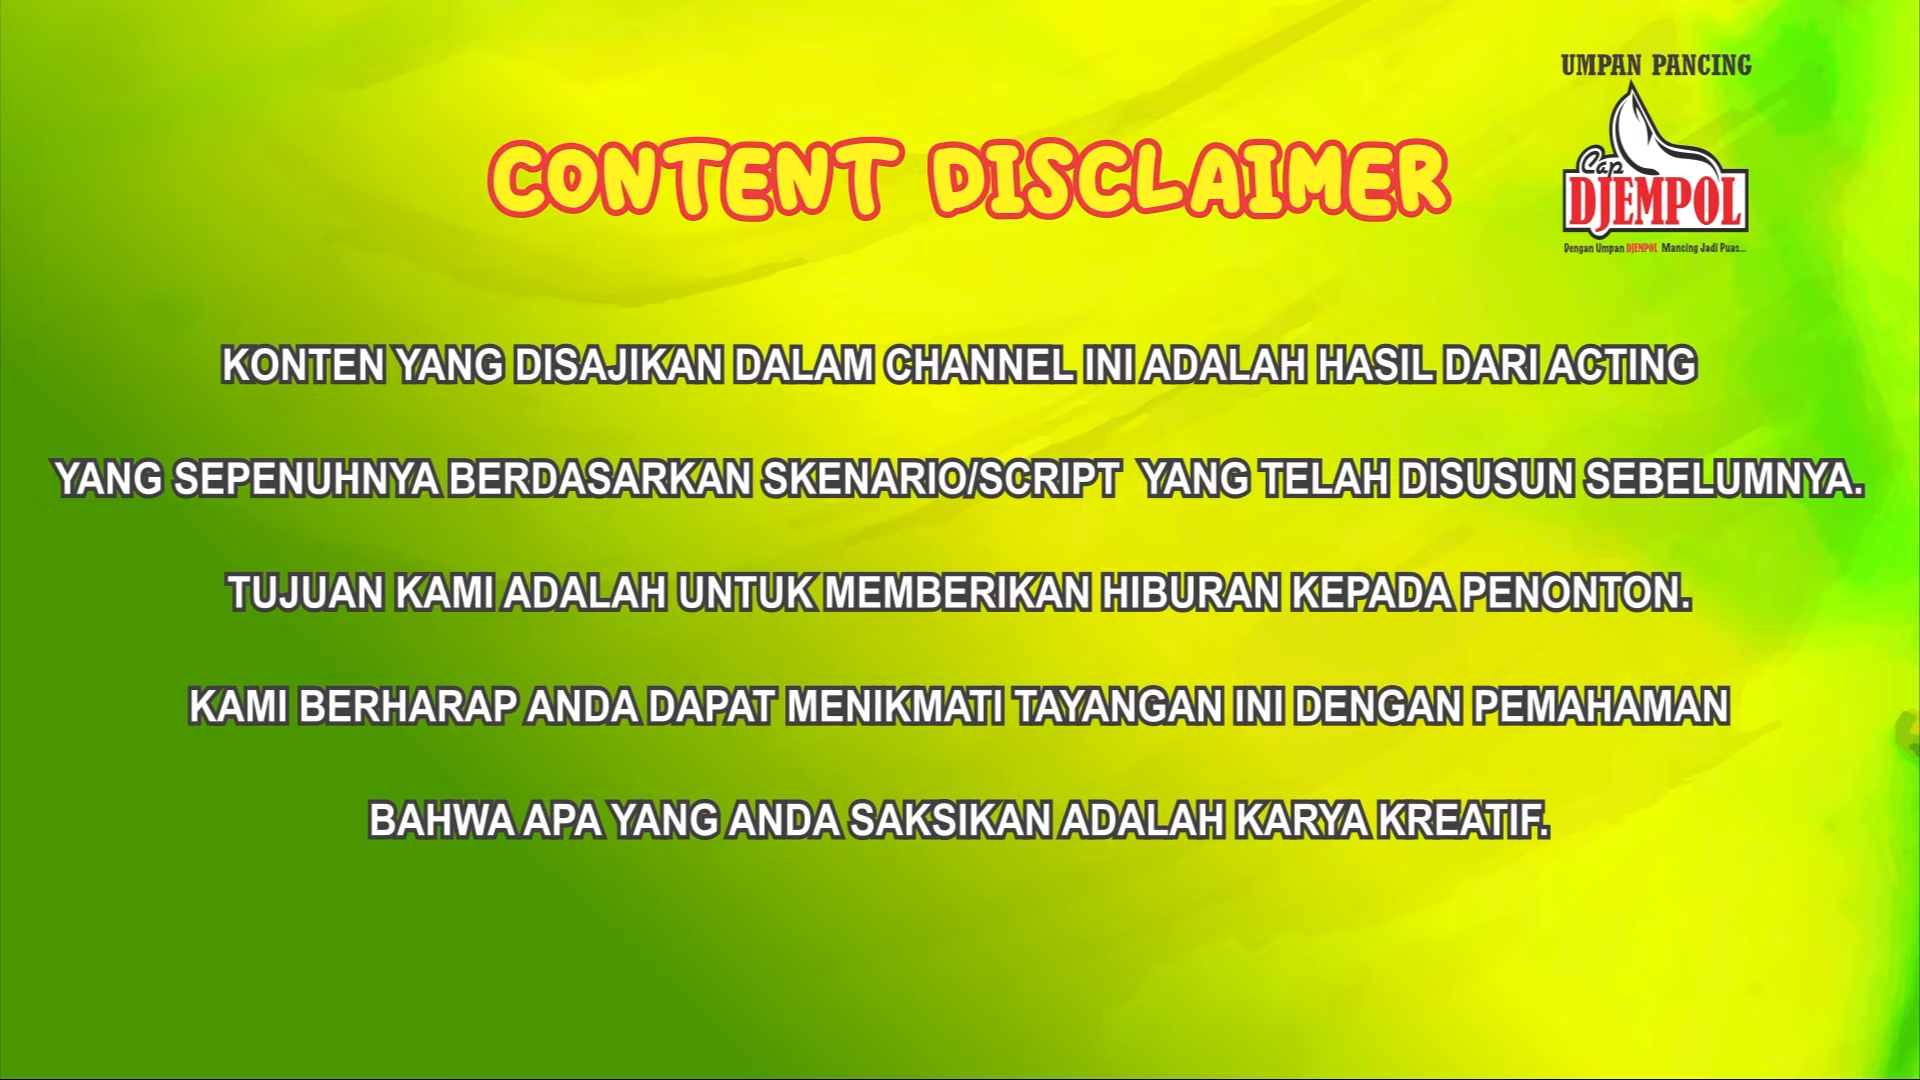 UMPAN PANCING
Cap
DJEMPOL
Dengan Umpan DJEMPOL Mancing Jadi Puas...
CONTENT DISCLAIMER
KONTEN YANG DISAJIKAN DALAM CHANNEL INI ADALAH HASIL DARI ACTING
YANG SEPENUHNYA BERDASARKAN SKENARIO/SCRIPT YANG TELAH DISUSUN SEBELUMNYA.
TUJUAN KAMI ADALAH UNTUK MEMBERIKAN HIBURAN KEPADA PENONTON.
KAMI BERHARAP ANDA DAPAT MENIKMATI TAYANGAN INI DENGAN PEMAHAMAN
BAHWA APA YANG ANDA SAKSIKAN ADALAH KARYA KREATIF.